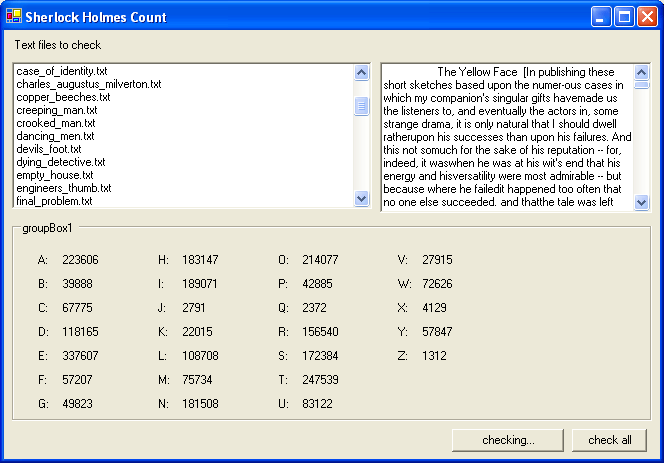 Sherlock Holmes Count
Text files to check
case_of_identity.txt
charles_augustus_milverton.txt
copper_beeches.txt
creeping_man.txt
crooked_man.txt
dancing_men.txt
devils_foot.txt
dying_detective.txt
empty_house.txt
engineers_thumb.txt
final_problem.txt
The Yellow Face [In publishing these
short sketches based upon the numer-ous cases in
which my companion's singular gifts havemade us
the listeners to, and eventually the actors in, some
strange drama, it is only natural that I should dwell
ratherupon his successes than upon his failures. And
this not somuch for the sake of his reputation -- for,
indeed, it waswhen he was at his wit's end that his
energy and hisversatility were most admirable -- but
because where he failedit happened too often that
no one else succeeded. and thatthe tale was left
groupBox1
A: 223606 H: 183147 O: 214077 V: 27915
B: 39888 I: 189071 P: 42885 W: 72626
C: 67775 J: 2791 Q: 2372 X: 4129
D: 118165 K: 22015 R: 156540 Y: 57847
E: 337607 L: 108708 S: 172384 Z: 1312
F: 57207 M: 75734 T: 247539
G: 49823 N: 181508 U: 83122
checking... check all